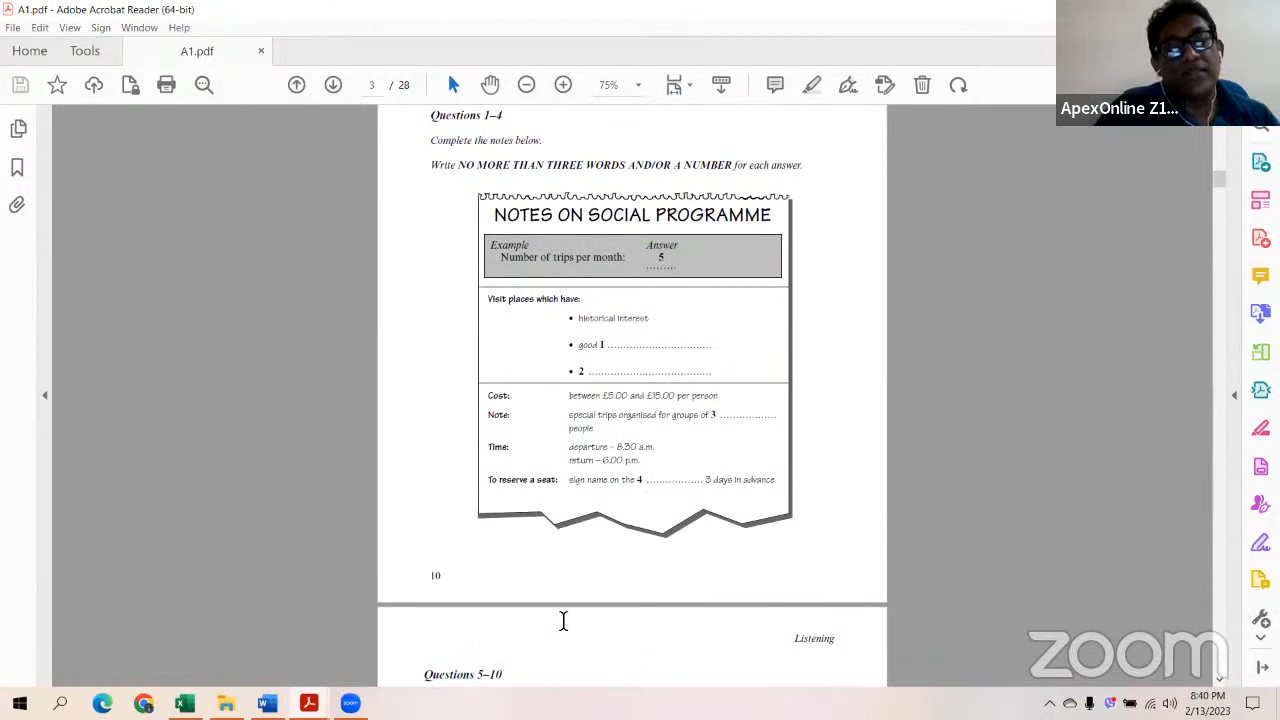 A1.pdf - Adobe Acrobat Reader (64-bit)
File Edit View Sign Window Help
Home Tools A1.pdf ×
3 / 28 75%
ApexOnline Z1...
Questions 1–4
Complete the notes below.
Write NO MORE THAN THREE WORDS AND/OR A NUMBER for each answer.
NOTES ON SOCIAL PROGRAMME
Example Answer
Number of trips per month: 5
..........
Visit places which have:
• historical interest
• good 1 ....................................
• 2 .........................................
Cost: between £5.00 and £15.00 per person
Note: special trips organised for groups of 3 ...................
people
Time: departure – 8.30 a.m.
return – 6.00 p.m.
To reserve a seat: sign name on the 4 ................... 3 days in advance
10
Listening
Questions 5–10
zoom
zoom
8:40 PM
2/13/2023